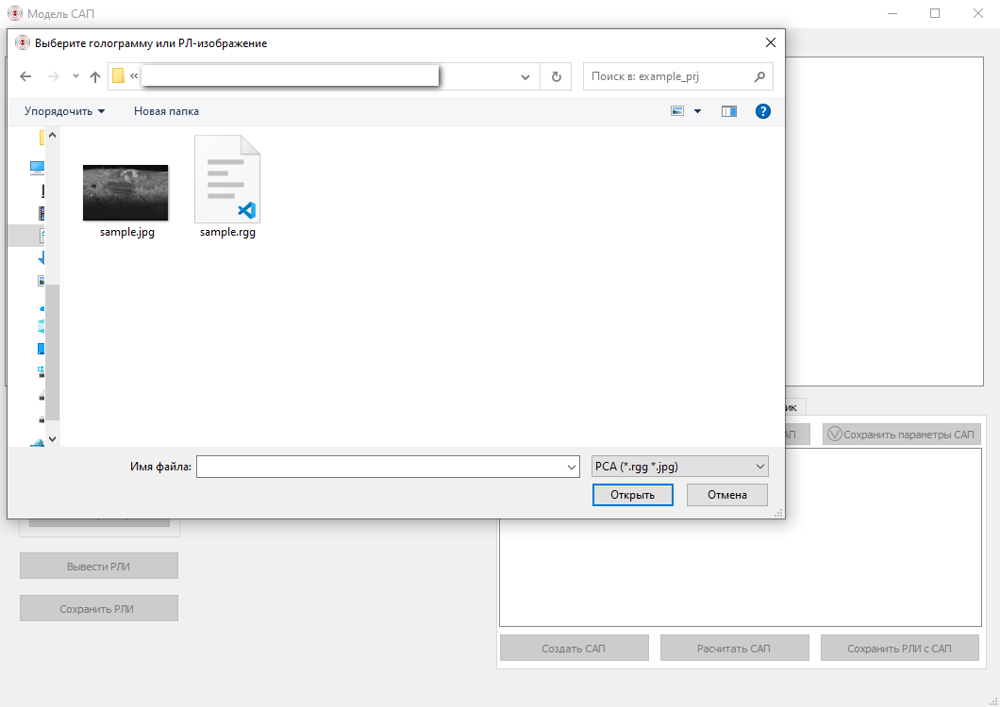 Модель САП
Выберите голограмму или РЛ-изображение
«
Поиск в: example_prj
Упорядочить
Новая папка
?
sample.jpg
sample.rgg
ик
АП
Сохранить параметры САП
Имя файла:
РСА (*.rgg *.jpg)
Открыть
Отмена
Вывести РЛИ
Сохранить РЛИ
Создать САП
Расчитать САП
Сохранить РЛИ с САП